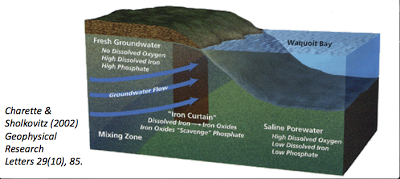 Fresh Groundwater
No Dissolved Oxygen
High Dissolved Iron
High Phosphate
Groundwater Flow
Mixing Zone
"Iron Curtain"
Dissolved Iron → Iron Oxides
Iron Oxides "Scavenge" Phosphate
Waquoit Bay
Saline Porewater
High Dissolved Oxygen
Low Dissolved Iron
Low Phosphate
Charette &
Sholkovitz (2002)
Geophysical
Research
Letters 29(10), 85.